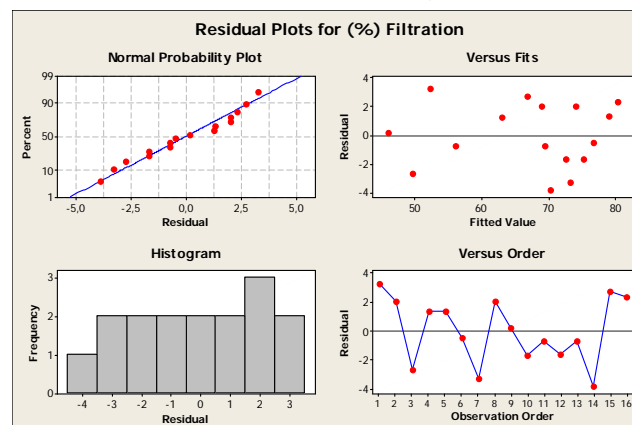 Residual Plots for (%) Filtration
Normal Probability Plot
99
90
50
10
1
Percent
-5,0 -2,5 0,0 2,5 5,0
Residual
Versus Fits
4
2
0
-2
-4
Residual
50 60 70 80
Fitted Value
Histogram
3
2
1
0
Frequency
-4 -3 -2 -1 0 1 2 3
Residual
Versus Order
4
2
0
-2
-4
Residual
1 2 3 4 5 6 7 8 9 10 11 12 13 14 15 16
Observation Order